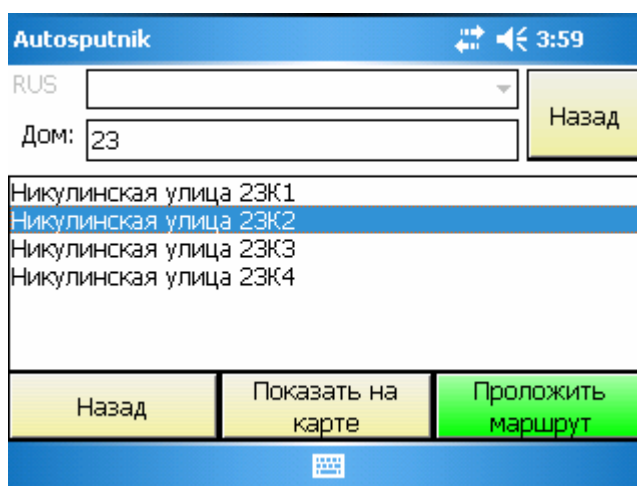 Autosputnik 3:59
RUS
Назад
Дом: 23
Никулинская улица 23К1
Никулинская улица 23К2
Никулинская улица 23К3
Никулинская улица 23К4
Назад
Показать на
карте
Проложить
маршрут